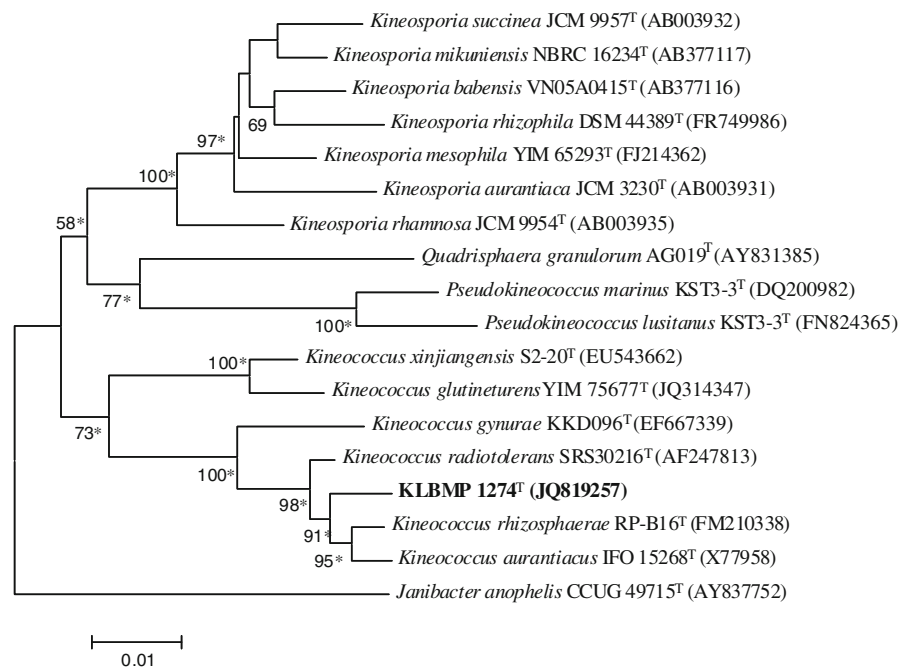 Kineosporia succinea JCM 9957T (AB003932)
Kineosporia mikuniensis NBRC 16234T (AB377117)
Kineosporia babensis VN05A0415T (AB377116)
69
Kineosporia rhizophila DSM 44389T (FR749986)
97*
Kineosporia mesophila YIM 65293T (FJ214362)
100*
Kineosporia aurantiaca JCM 3230T (AB003931)
58*
Kineosporia rhamnosa JCM 9954T (AB003935)
Quadrisphaera granulorum AG019T (AY831385)
77*
Pseudokineococcus marinus KST3-3T (DQ200982)
100*
Pseudokineococcus lusitanus KST3-3T (FN824365)
100*
Kineococcus xinjiangensis S2-20T (EU543662)
Kineococcus glutineturens YIM 75677T (JQ314347)
73*
Kineococcus gynurae KKD096T (EF667339)
100*
Kineococcus radiotolerans SRS30216T (AF247813)
98*
KLBMP 1274T (JQ819257)
91*
Kineococcus rhizosphaerae RP-B16T (FM210338)
95*
Kineococcus aurantiacus IFO 15268T (X77958)
Janibacter anophelis CCUG 49715T (AY837752)
0.01